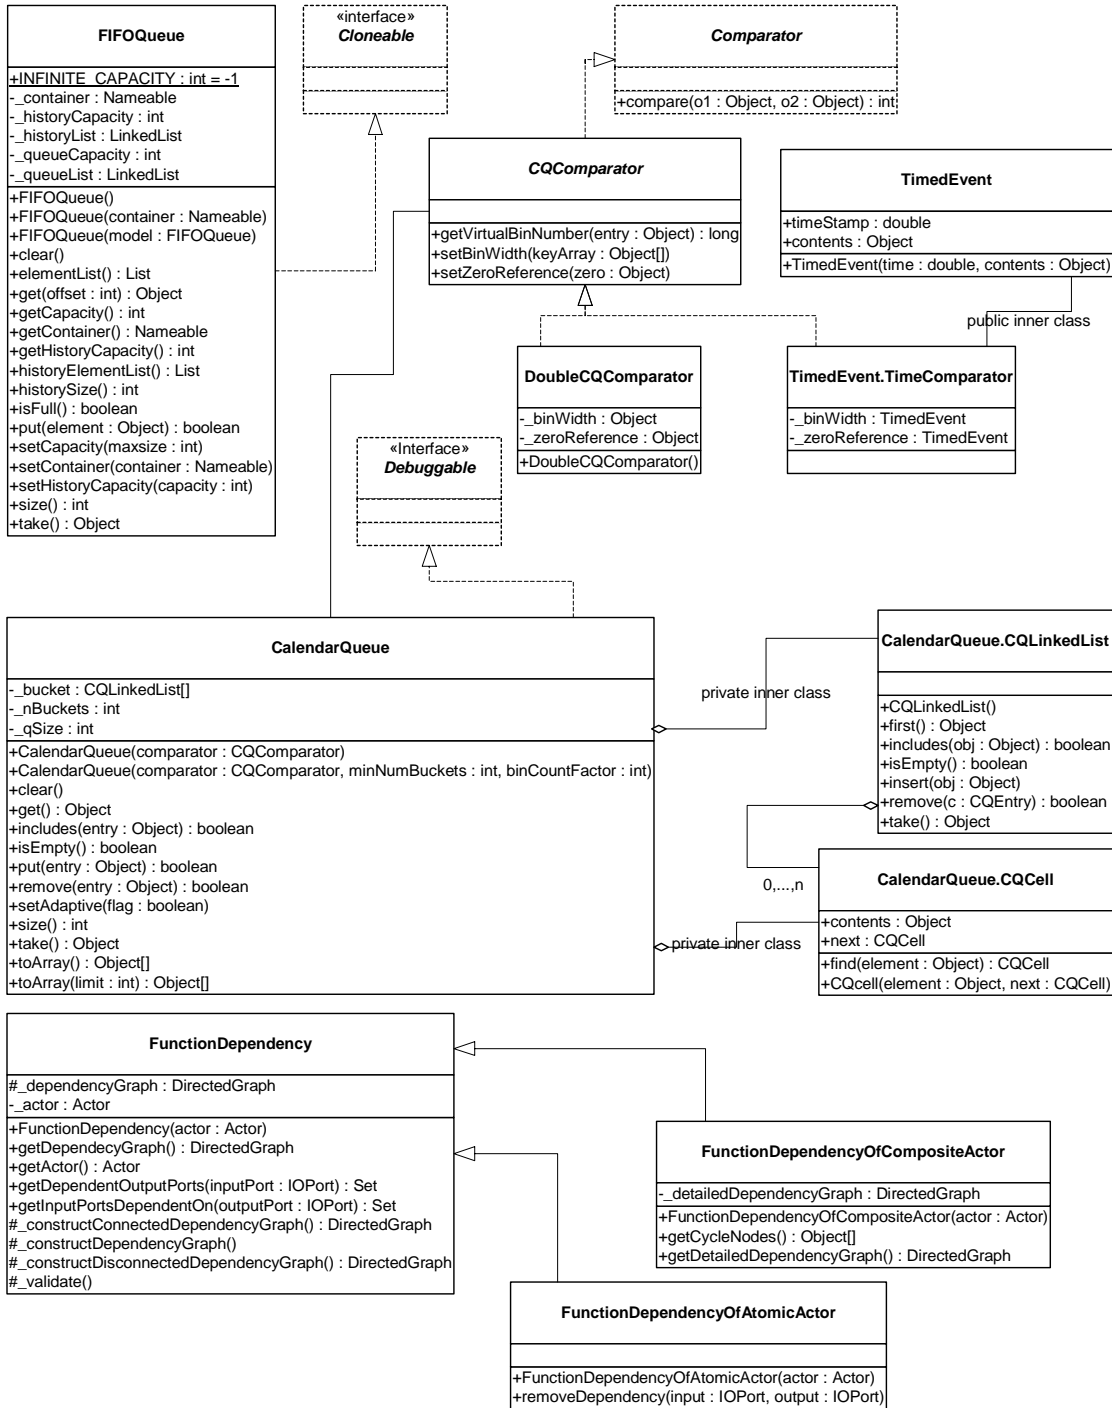 FIFOQueue
+INFINITE_CAPACITY : int = -1
-_container : Nameable
-_historyCapacity : int
-_historyList : LinkedList
-_queueCapacity : int
-_queueList : LinkedList
+FIFOQueue()
+FIFOQueue(container : Nameable)
+FIFOQueue(model : FIFOQueue)
+clear()
+elementList() : List
+get(offset : int) : Object
+getCapacity() : int
+getContainer() : Nameable
+getHistoryCapacity() : int
+historyElementList() : List
+historySize() : int
+isFull() : boolean
+put(element : Object) : boolean
+setCapacity(maxsize : int)
+setContainer(container : Nameable)
+setHistoryCapacity(capacity : int)
+size() : int
+take() : Object
«interface»
Cloneable
Comparator
+compare(o1 : Object, o2 : Object) : int
CQComparator
+getVirtualBinNumber(entry : Object) : long
+setBinWidth(keyArray : Object[])
+setZeroReference(zero : Object)
TimedEvent
+timeStamp : double
+contents : Object
+TimedEvent(time : double, contents : Object)
public inner class
DoubleCQComparator
-_binWidth : Object
-_zeroReference : Object
+DoubleCQComparator()
TimedEvent.TimeComparator
-_binWidth : TimedEvent
-_zeroReference : TimedEvent
«Interface»
Debuggable
CalendarQueue
-_bucket : CQLinkedList[]
-_nBuckets : int
-_qSize : int
+CalendarQueue(comparator : CQComparator)
+CalendarQueue(comparator : CQComparator, minNumBuckets : int, binCountFactor : int)
+clear()
+get() : Object
+includes(entry : Object) : boolean
+isEmpty() : boolean
+put(entry : Object) : boolean
+remove(entry : Object) : boolean
+setAdaptive(flag : boolean)
+size() : int
+take() : Object
+toArray() : Object[]
+toArray(limit : int) : Object[]
private inner class
CalendarQueue.CQLinkedList
+CQLinkedList()
+first() : Object
+includes(obj : Object) : boolean
+isEmpty() : boolean
+insert(obj : Object)
+remove(c : CQEntry) : boolean
+take() : Object
0,...,n
private inner class
CalendarQueue.CQCell
+contents : Object
+next : CQCell
+find(element : Object) : CQCell
+CQcell(element : Object, next : CQCell)
FunctionDependency
#_dependencyGraph : DirectedGraph
-_actor : Actor
+FunctionDependency(actor : Actor)
+getDependecyGraph() : DirectedGraph
+getActor() : Actor
+getDependentOutputPorts(inputPort : IOPort) : Set
+getInputPortsDependentOn(outputPort : IOPort) : Set
#_constructConnectedDependencyGraph() : DirectedGraph
#_constructDependencyGraph()
#_constructDisconnectedDependencyGraph() : DirectedGraph
#_validate()
FunctionDependencyOfCompositeActor
-_detailedDependencyGraph : DirectedGraph
+FunctionDependencyOfCompositeActor(actor : Actor)
+getCycleNodes() : Object[]
+getDetailedDependencyGraph() : DirectedGraph
FunctionDependencyOfAtomicActor
+FunctionDependencyOfAtomicActor(actor : Actor)
+removeDependency(input : IOPort, output : IOPort)